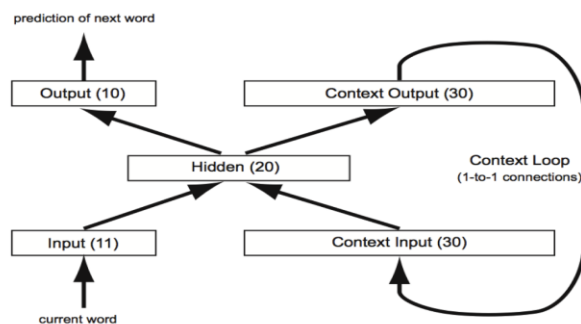 prediction of next word
Output (10)
Context Output (30)
Hidden (20)
Context Loop
(1-to-1 connections)
Input (11)
Context Input (30)
current word